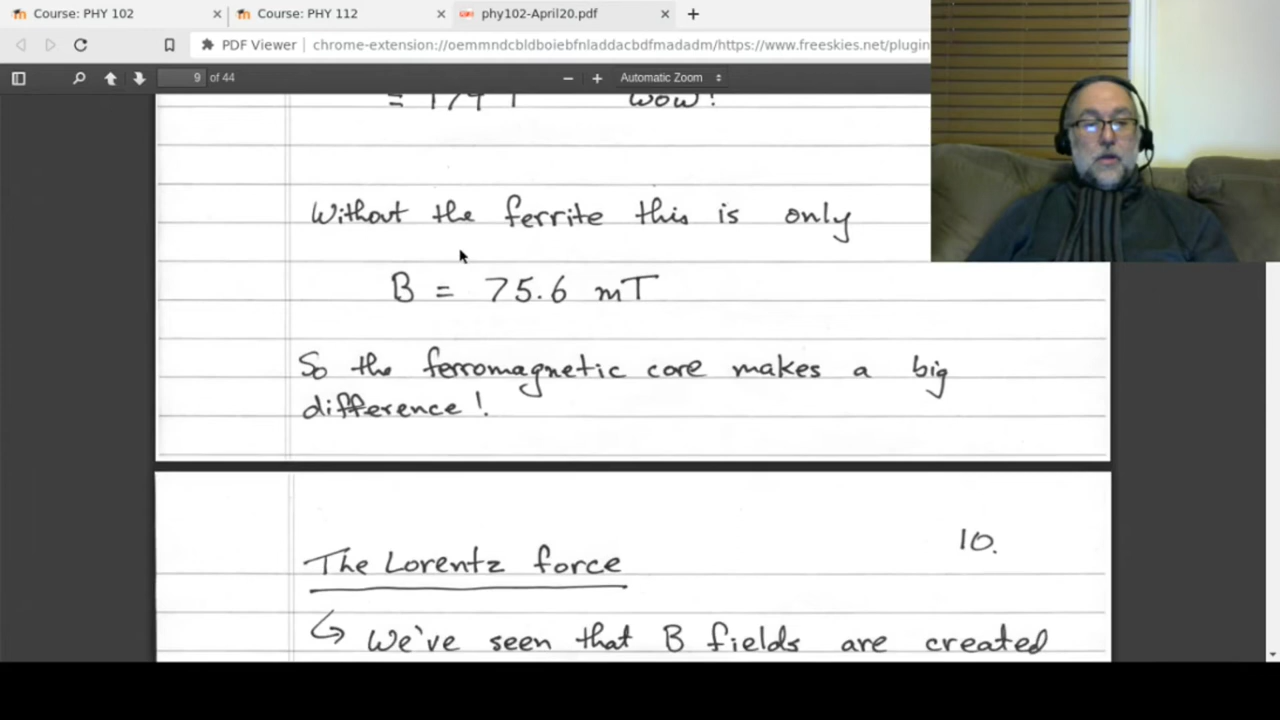 Course: PHY 102
Course: PHY 112
phy102-April20.pdf
PDF Viewer
chrome-extension://oemmndcbldboiebfnladdacbdfmadadm/https://www.freeskies.net/plugin
9 of 44
Automatic Zoom
wow!
Without the ferrite this is only
B = 75.6 mT
So the ferromagnetic core makes a big
difference!
10.
The Lorentz force
↳ We've seen that B fields are created